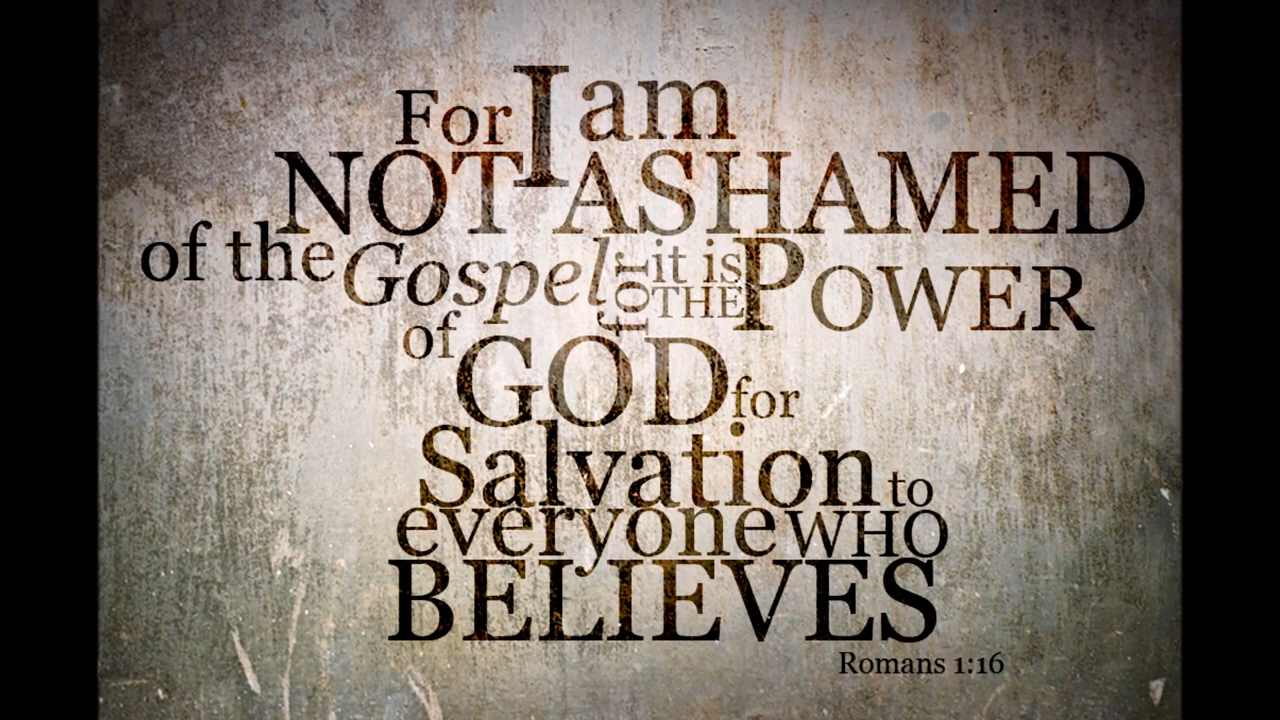 For I am
NOT ASHAMED
of the Gospel for it is THE POWER
of GOD for
Salvation to
everyone WHO
BELIEVES
Romans 1:16